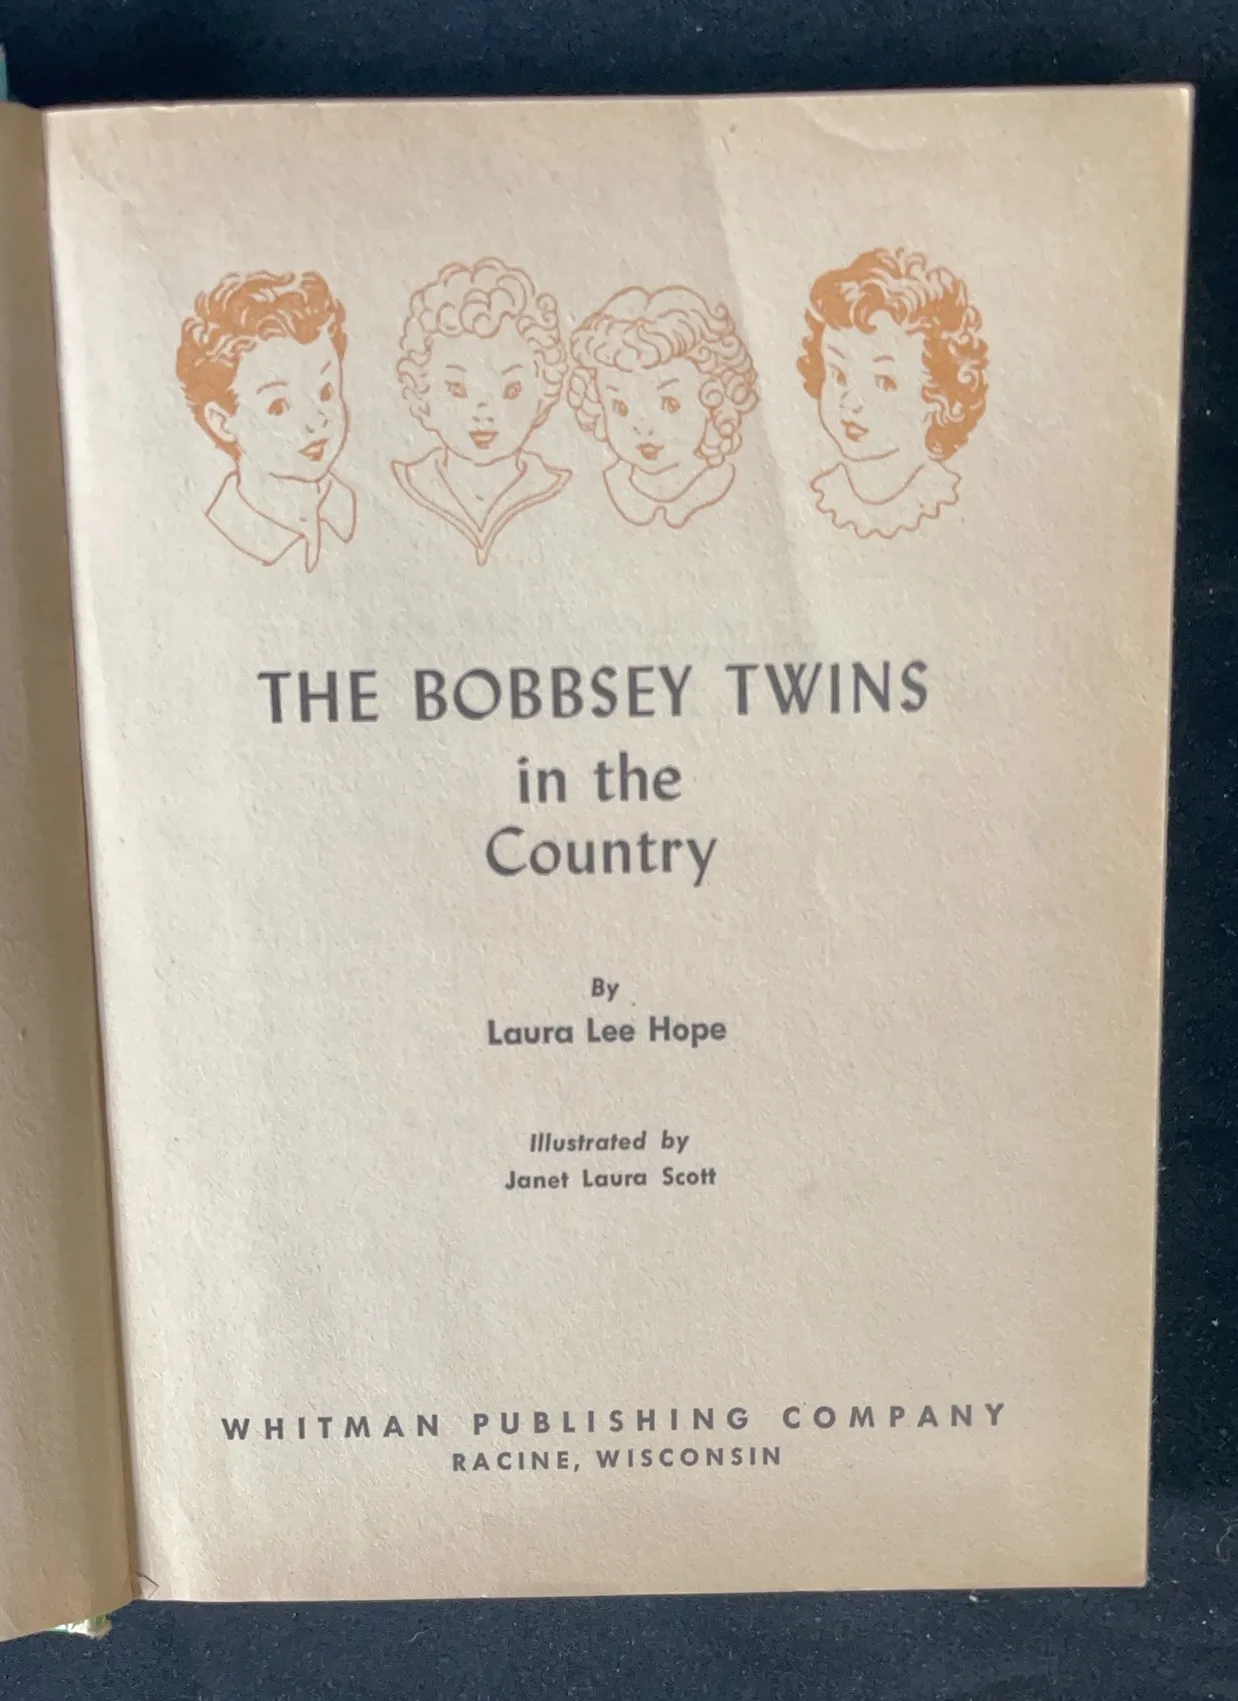 THE BOBBSEY TWINS
in the
Country
By
Laura Lee Hope
Illustrated by
Janet Laura Scott
WHITMAN PUBLISHING COMPANY
RACINE, WISCONSIN